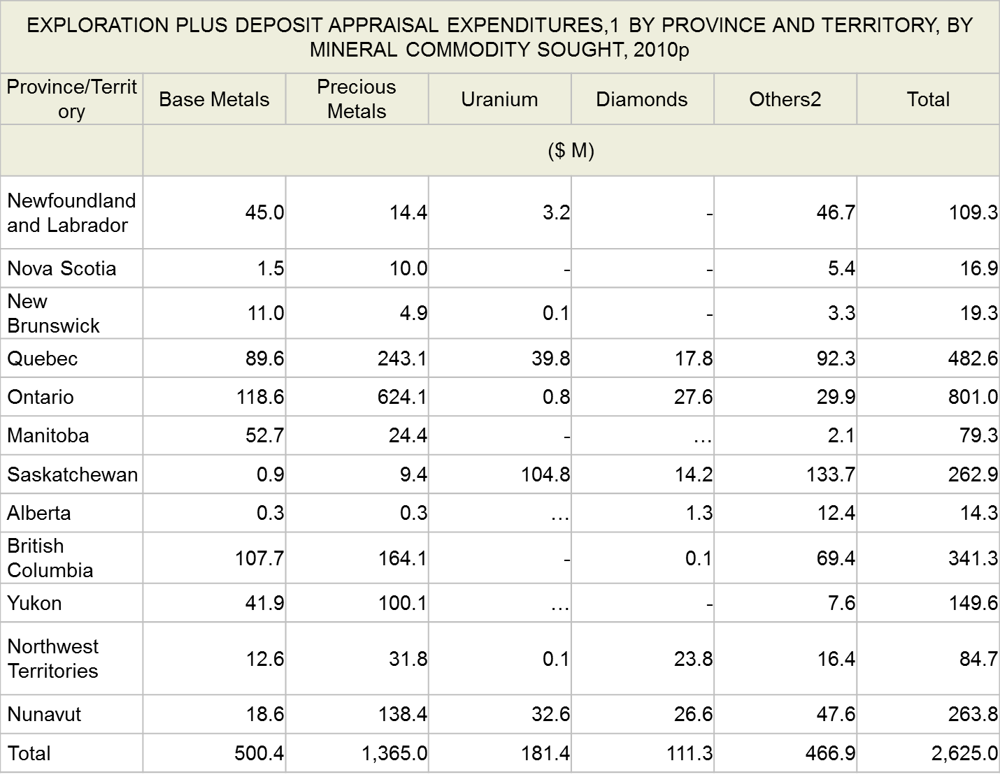 EXPLORATION PLUS DEPOSIT APPRAISAL EXPENDITURES,1 BY PROVINCE AND TERRITORY, BY
MINERAL COMMODITY SOUGHT, 2010p
Province/Territ
ory Base Metals Precious
Metals Uranium Diamonds Others2 Total
($ M)
Newfoundland
and Labrador 45.0 14.4 3.2 - 46.7 109.3
Nova Scotia 1.5 10.0 - - 5.4 16.9
New
Brunswick 11.0 4.9 0.1 - 3.3 19.3
Quebec 89.6 243.1 39.8 17.8 92.3 482.6
Ontario 118.6 624.1 0.8 27.6 29.9 801.0
Manitoba 52.7 24.4 - … 2.1 79.3
Saskatchewan 0.9 9.4 104.8 14.2 133.7 262.9
Alberta 0.3 0.3 … 1.3 12.4 14.3
British
Columbia 107.7 164.1 - 0.1 69.4 341.3
Yukon 41.9 100.1 … - 7.6 149.6
Northwest
Territories 12.6 31.8 0.1 23.8 16.4 84.7
Nunavut 18.6 138.4 32.6 26.6 47.6 263.8
Total 500.4 1,365.0 181.4 111.3 466.9 2,625.0